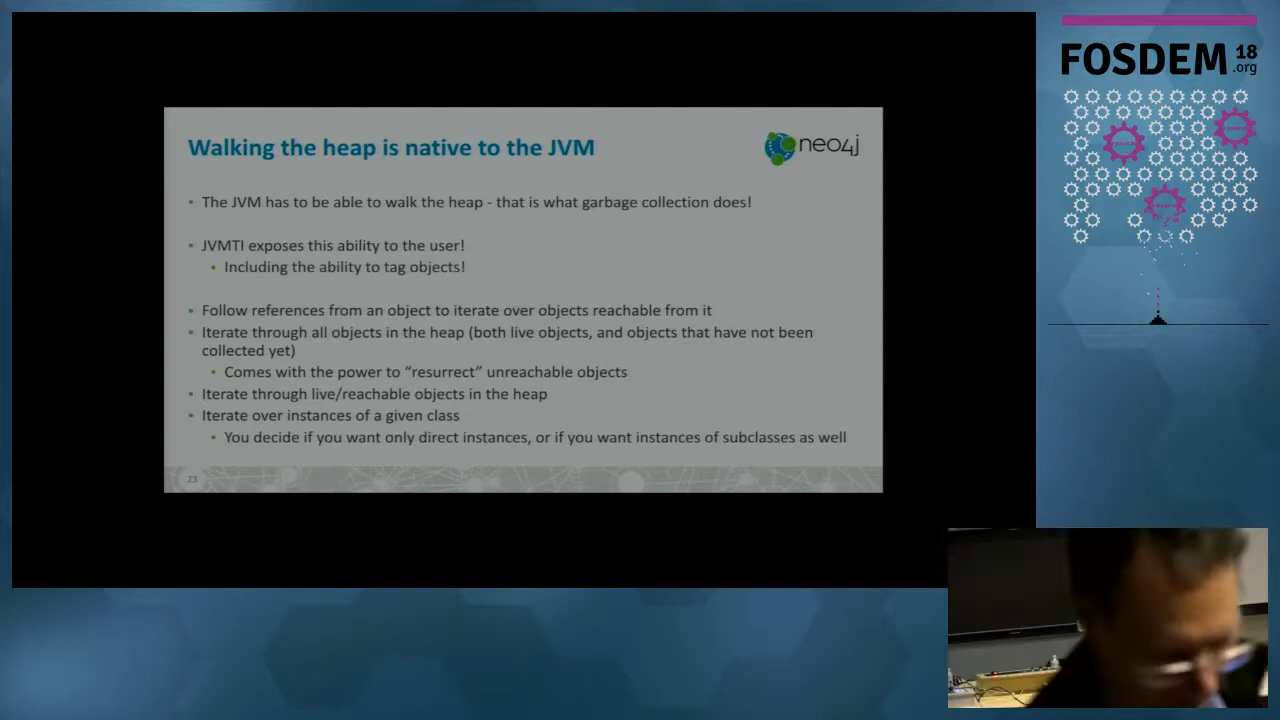 FOSDEM 18
.org
Walking the heap is native to the JVM
neo4j
• The JVM has to be able to walk the heap - that is what garbage collection does!
• JVMTI exposes this ability to the user!
• Including the ability to tag objects!
• Follow references from an object to iterate over objects reachable from it
• Iterate through all objects in the heap (both live objects, and objects that have not been
collected yet)
• Comes with the power to “resurrect” unreachable objects
• Iterate through live/reachable objects in the heap
• Iterate over instances of a given class
• You decide if you want only direct instances, or if you want instances of subclasses as well
23